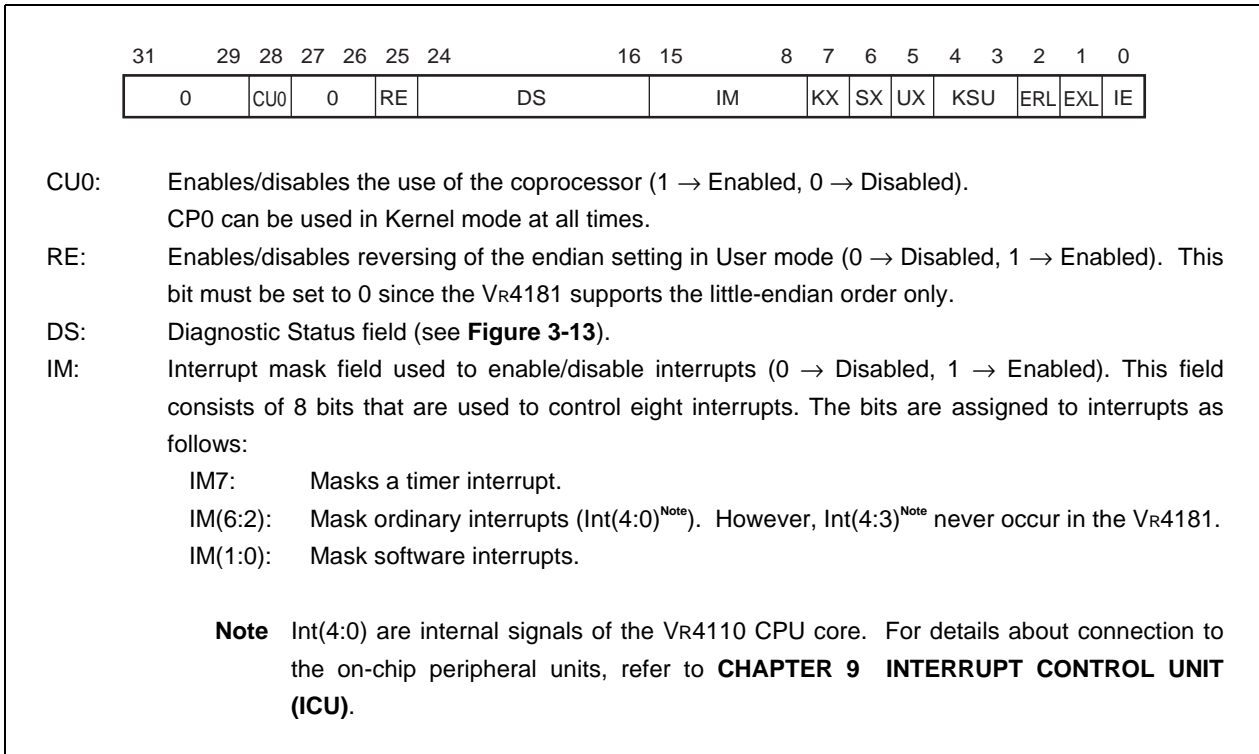 31 29 28 27 26 25 24 16 15 8 7 6 5 4 3 2 1 0
0 CU0 0 RE DS IM KX SX UX KSU ERL EXL IE
CU0: Enables/disables the use of the coprocessor (1 → Enabled, 0 → Disabled).
CP0 can be used in Kernel mode at all times.
RE: Enables/disables reversing of the endian setting in User mode (0 → Disabled, 1 → Enabled). This
bit must be set to 0 since the VR4181 supports the little-endian order only.
DS: Diagnostic Status field (see Figure 3-13).
IM: Interrupt mask field used to enable/disable interrupts (0 → Disabled, 1 → Enabled). This field
consists of 8 bits that are used to control eight interrupts. The bits are assigned to interrupts as
follows:
IM7: Masks a timer interrupt.
IM(6:2): Mask ordinary interrupts (Int(4:0)Note). However, Int(4:3)Note never occur in the VR4181.
IM(1:0): Mask software interrupts.
Note Int(4:0) are internal signals of the VR4110 CPU core. For details about connection to
the on-chip peripheral units, refer to CHAPTER 9 INTERRUPT CONTROL UNIT
(ICU).